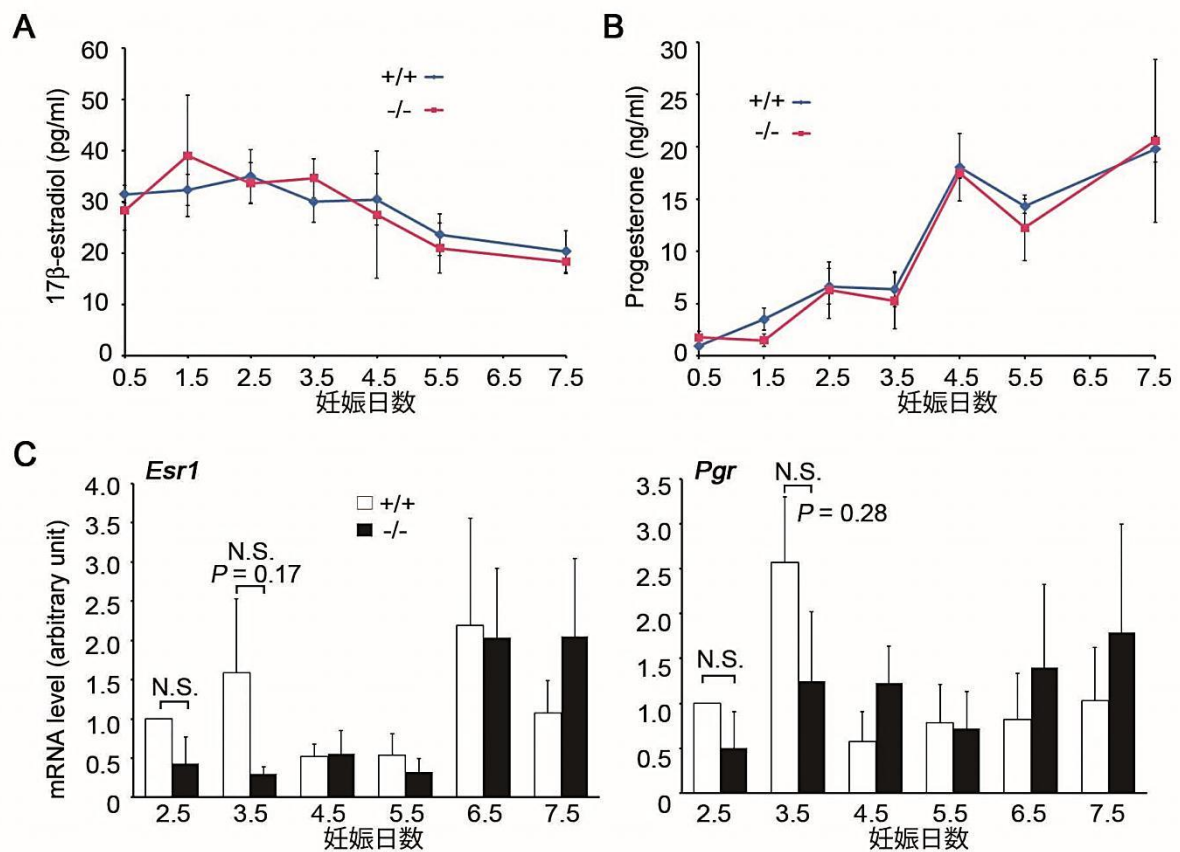 A
17β-estradiol (pg/ml)
60
50
40
30
20
10
0
+/+
-/-
0.5 1.5 2.5 3.5 4.5 5.5 6.5 7.5
妊娠日数
B
Progesterone (ng/ml)
30
25
20
15
10
5
0
+/+
-/-
0.5 1.5 2.5 3.5 4.5 5.5 6.5 7.5
妊娠日数
C
Esr1
mRNA level (arbitrary unit)
4.0
3.5
3.0
2.5
2.0
1.5
1.0
0.5
0
+/+
-/-
N.S.
N.S.
P = 0.17
2.5 3.5 4.5 5.5 6.5 7.5
妊娠日数
Pgr
3.5
3.0
2.5
2.0
1.5
1.0
0.5
0
N.S.
N.S.
P = 0.28
2.5 3.5 4.5 5.5 6.5 7.5
妊娠日数